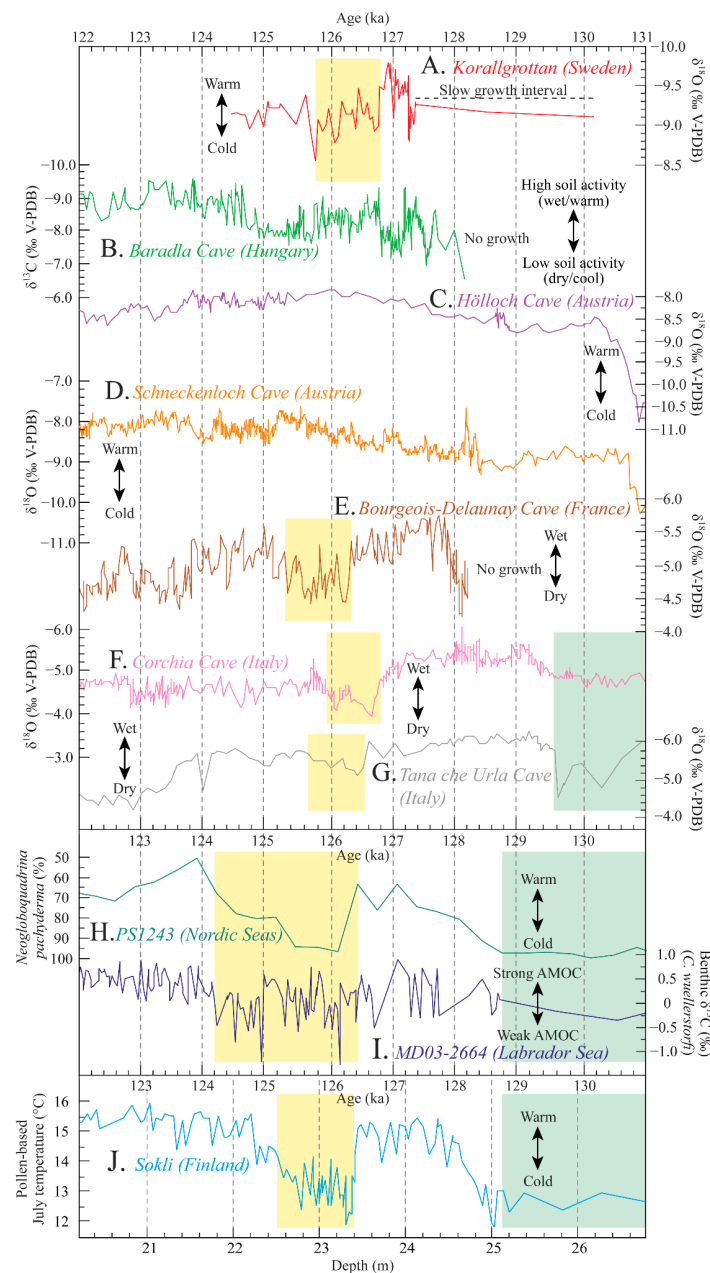 Age (ka)
122 123 124 125 126 127 128 129 130 131
A. Korallgrottan (Sweden)
Slow growth interval
Warm
Cold
−10.0
−9.5
−9.0
−8.5
δ¹⁸O (‰ V-PDB)
−10.0
−9.0
−8.0
−7.0
−6.0
δ¹³C (‰ V-PDB)
B. Baradla Cave (Hungary)
No growth
High soil activity
(wet/warm)
Low soil activity
(dry/cool)
C. Hölloch Cave (Austria)
Warm
Cold
−8.0
−8.5
−9.0
−9.5
−10.0
−10.5
−11.0
δ¹⁸O (‰ V-PDB)
−7.0
−8.0
−9.0
−10.0
−11.0
δ¹⁸O (‰ V-PDB)
D. Schneckenloch Cave (Austria)
Warm
Cold
E. Bourgeois-Delaunay Cave (France)
No growth
Wet
Dry
−6.0
−5.5
−5.0
−4.5
−4.0
δ¹⁸O (‰ V-PDB)
−6.0
−5.0
−4.0
−3.0
δ¹⁸O (‰ V-PDB)
F. Corchia Cave (Italy)
Wet
Dry
Wet
Dry
G. Tana che Urla Cave
(Italy)
−6.0
−5.0
−4.0
δ¹⁸O (‰ V-PDB)
123 124 125 126 127 128 129 130
Age (ka)
Neogloboquadrina
pachyderma (%)
50
60
70
80
90
100
H. PS1243 (Nordic Seas)
Warm
Cold
Strong AMOC
Weak AMOC
I. MD03-2664 (Labrador Sea)
1.0
0.5
0
−0.5
−1.0
Benthic δ¹³C (‰)
(C. wuellerstorfi)
123 124 125 126 127 128 129 130
Age (ka)
Pollen-based
July temperature (°C)
16
15
14
13
12
J. Sokli (Finland)
Warm
Cold
21 22 23 24 25 26
Depth (m)